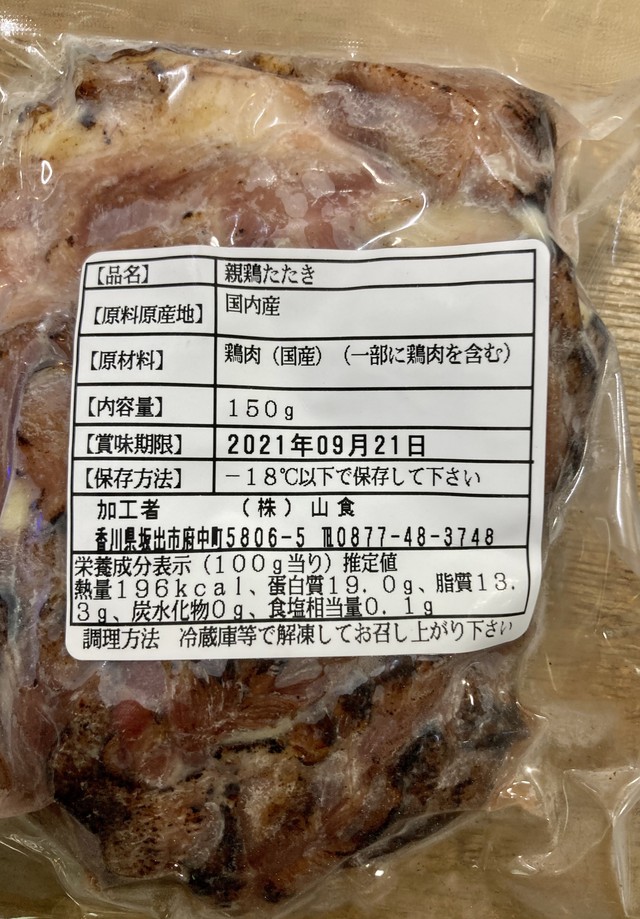 【品名】 親鶏たたき
【原料原産地】 国内産
【原材料】 鶏肉（国産）（一部に鶏肉を含む）
【内容量】 １５０ｇ
【賞味期限】 2021年09月21日
【保存方法】 －１８℃以下で保存して下さい
加工者 （株）山食
香川県坂出市府中町5806-5 ℡0877-48-3748
栄養成分表示（１００ｇ当り）推定値
熱量１９６ｋｃａｌ、蛋白質１９．０ｇ、脂質１３．
３ｇ、炭水化物０ｇ、食塩相当量０．１ｇ
調理方法 冷蔵庫等で解凍してお召し上がり下さい